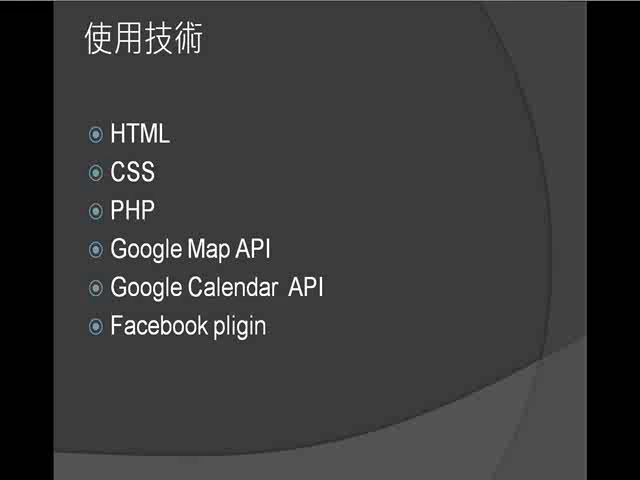 使用技術
HTML
CSS
PHP
Google Map API
Google Calendar API
Facebook pligin